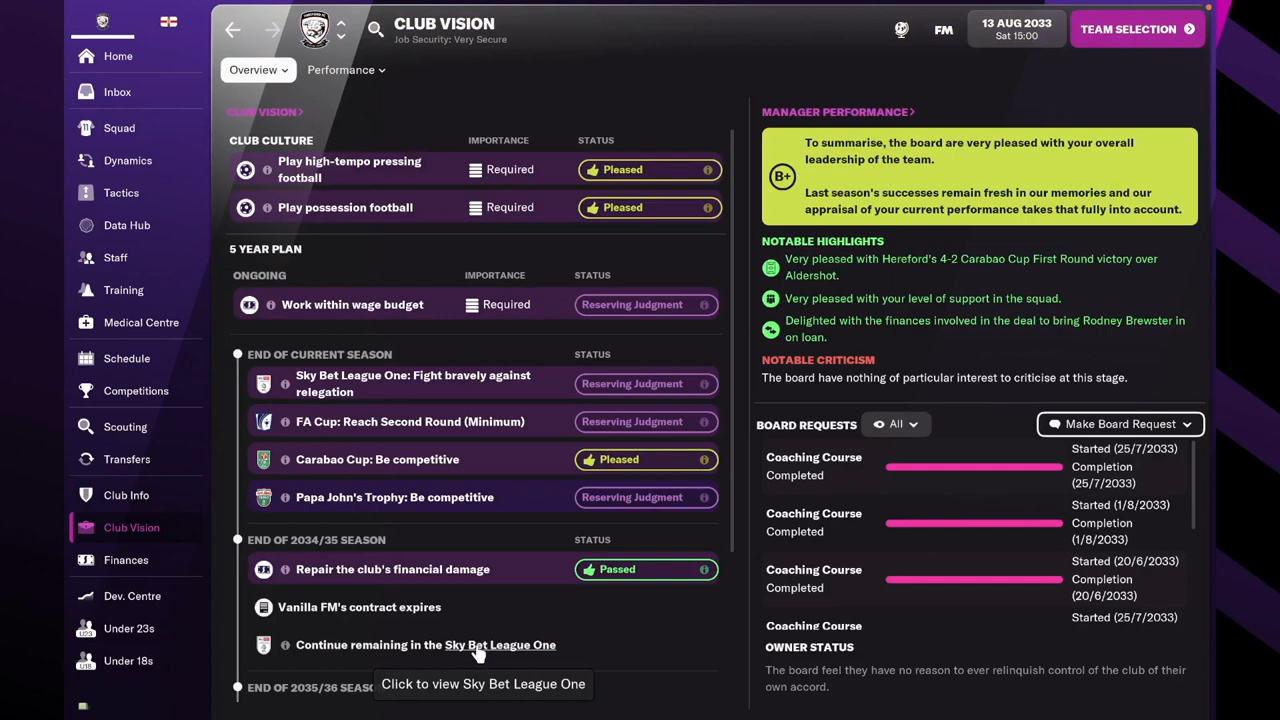 CLUB VISION
Job Security: Very Secure
FM
13 AUG 2033
Sat 15:00
TEAM SELECTION
Home
Inbox
Squad
Dynamics
Tactics
Data Hub
Staff
Training
Medical Centre
Schedule
Competitions
Scouting
Transfers
Club Info
Club Vision
Finances
Dev. Centre
Under 23s
Under 18s
U23
U18
Overview
Performance
CLUB VISION>
CLUB CULTURE IMPORTANCE STATUS
Play high-tempo pressing
football
Required
Pleased
Play possession football
Required
Pleased
5 YEAR PLAN
ONGOING IMPORTANCE STATUS
Work within wage budget
Required
Reserving Judgment
END OF CURRENT SEASON STATUS
Sky Bet League One: Fight bravely against
relegation
Reserving Judgment
FA Cup: Reach Second Round (Minimum)
Reserving Judgment
Carabao Cup: Be competitive
Pleased
Papa John's Trophy: Be competitive
Reserving Judgment
END OF 2034/35 SEASON STATUS
Repair the club's financial damage
Passed
Vanilla FM's contract expires
Continue remaining in the Sky Bet League One
Click to view Sky Bet League One
END OF 2035/36
MANAGER PERFORMANCE>
B+
To summarise, the board are very pleased with your overall
leadership of the team.
Last season's successes remain fresh in our memories and our
appraisal of your current performance takes that fully into account.
NOTABLE HIGHLIGHTS
Very pleased with Hereford's 4-2 Carabao Cup First Round victory over
Aldershot.
Very pleased with your level of support in the squad.
Delighted with the finances involved in the deal to bring Rodney Brewster in
on loan.
NOTABLE CRITICISM
The board have nothing of particular interest to criticise at this stage.
BOARD REQUESTS
All
Make Board Request
Coaching Course
Completed
Started (25/7/2033)
Completion
(25/7/2033)
Coaching Course
Completed
Started (1/8/2033)
Completion
(1/8/2033)
Coaching Course
Completed
Started (20/6/2033)
Completion
(20/6/2033)
Coaching Course
Started (25/7/2033)
OWNER STATUS
The board feel they have no reason to ever relinquish control of the club of their
own accord.